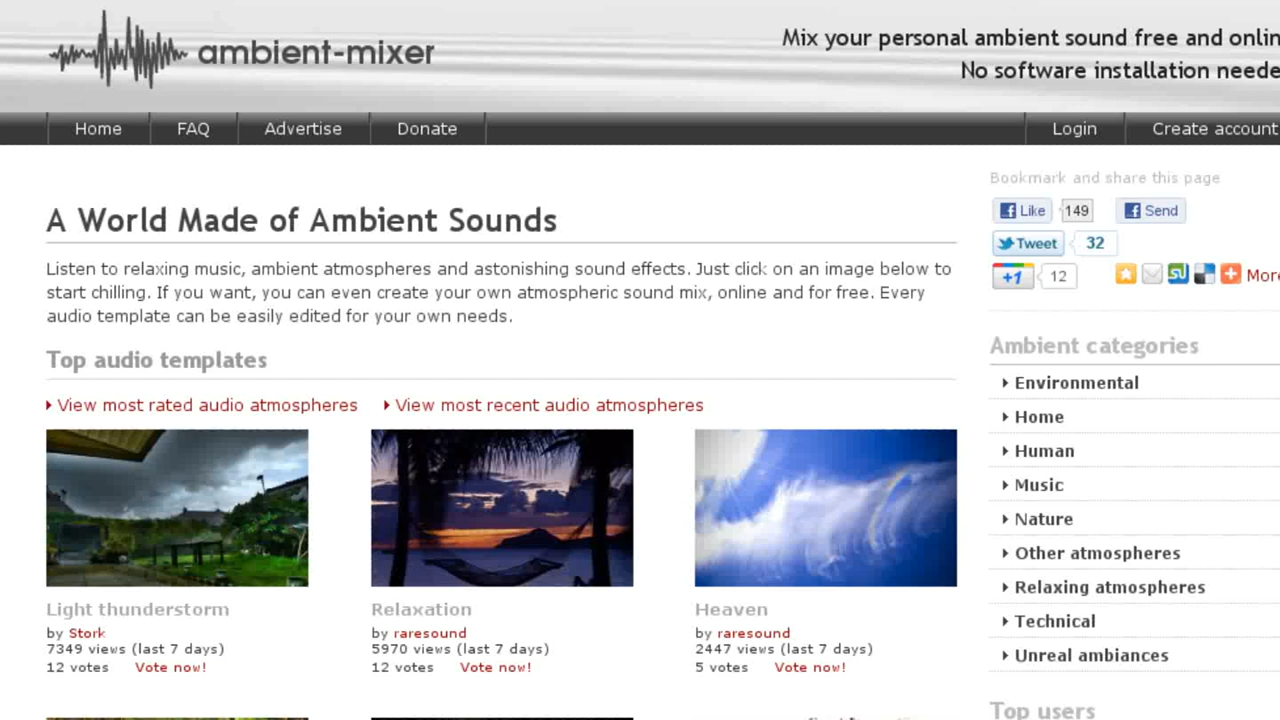 ambient-mixer
Mix your personal ambient sound free and onlin
No software installation neede
Home
FAQ
Advertise
Donate
Login
Create account
Bookmark and share this page
Like
149
Send
Tweet
32
+1
12
More
A World Made of Ambient Sounds
Listen to relaxing music, ambient atmospheres and astonishing sound effects. Just click on an image below to
start chilling. If you want, you can even create your own atmospheric sound mix, online and for free. Every
audio template can be easily edited for your own needs.
Top audio templates
View most rated audio atmospheres
View most recent audio atmospheres
Light thunderstorm
by Stork
7349 views (last 7 days)
12 votes Vote now!
Relaxation
by raresound
5970 views (last 7 days)
12 votes Vote now!
Heaven
by raresound
2447 views (last 7 days)
5 votes Vote now!
Ambient categories
Environmental
Home
Human
Music
Nature
Other atmospheres
Relaxing atmospheres
Technical
Unreal ambiances
Top users